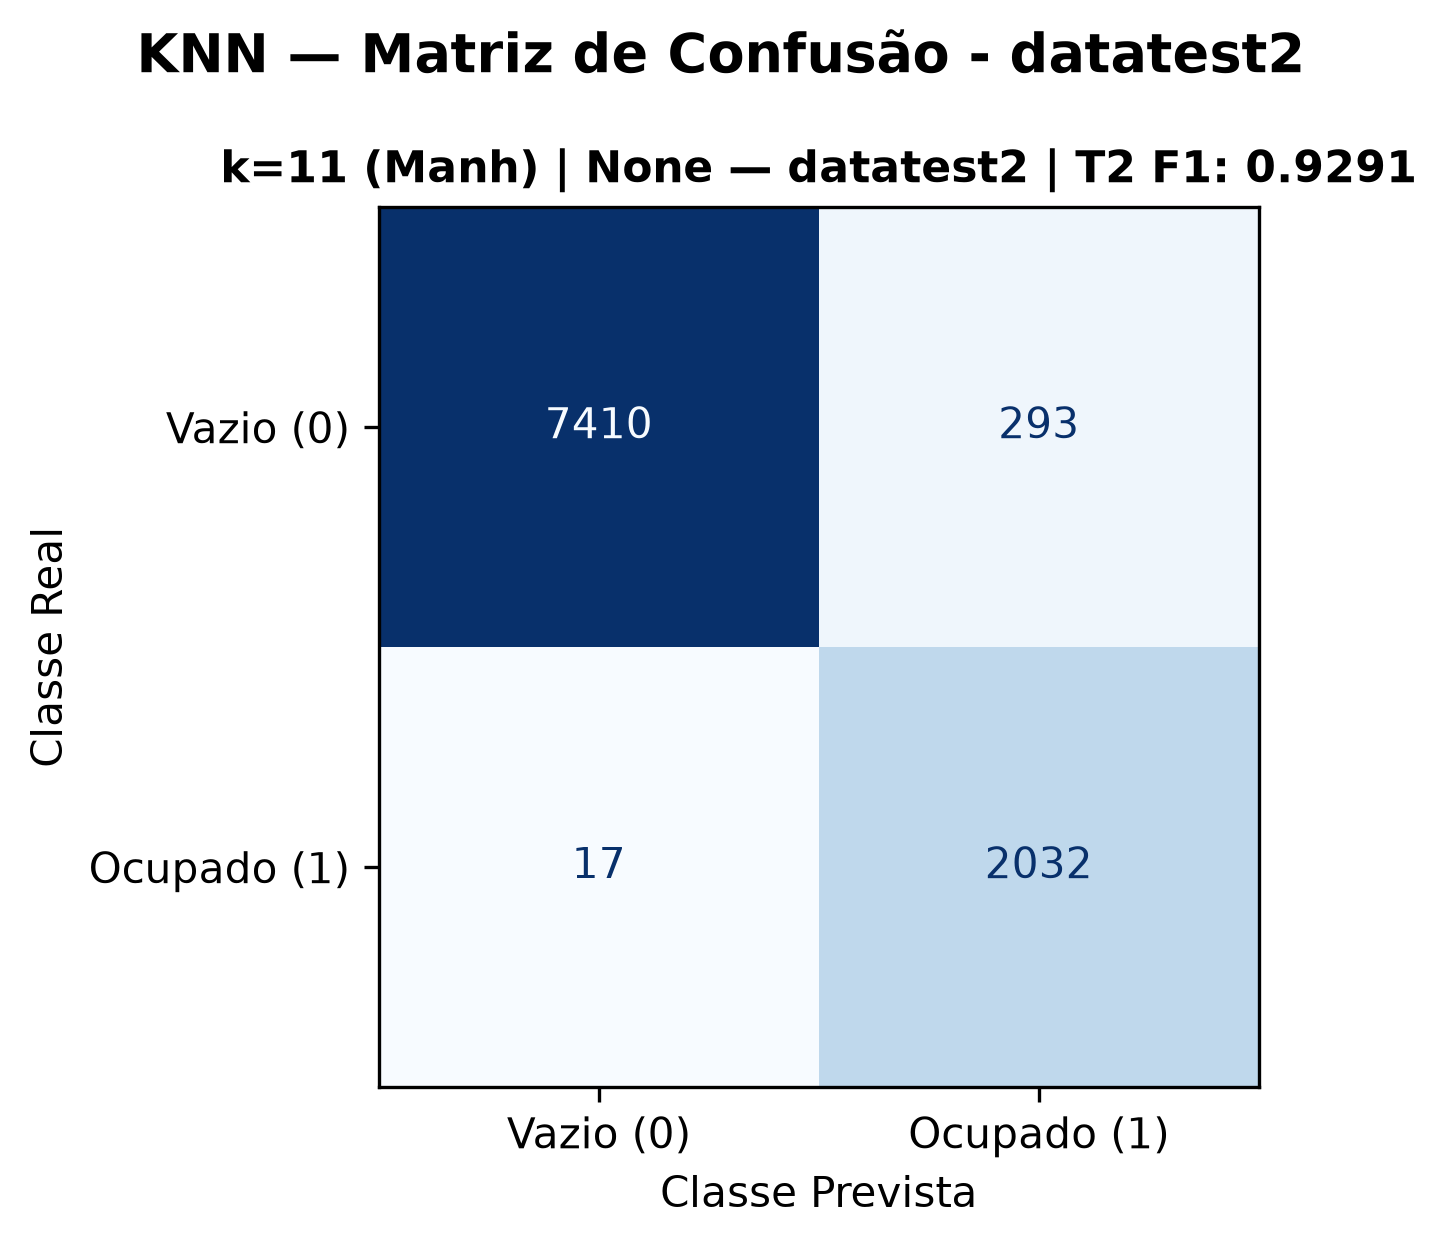 KNN — Matriz de Confusão - datatest2
k=11 (Manh) | None — datatest2 | T2 F1: 0.9291
Classe Real
Vazio (0)
7410
293
Ocupado (1)
17
2032
Vazio (0)
Ocupado (1)
Classe Prevista